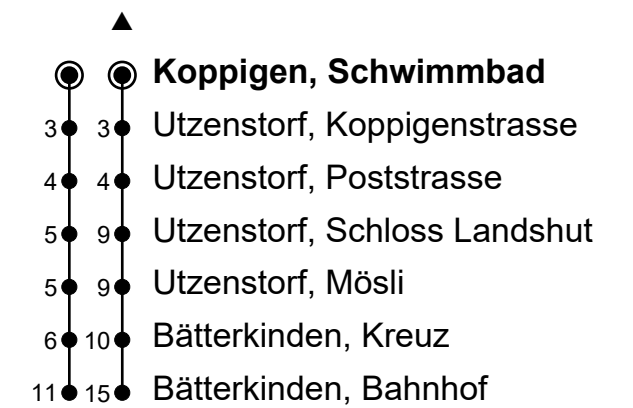 ▲
Koppigen, Schwimmbad
3 3 Utzenstorf, Koppigenstrasse
4 4 Utzenstorf, Poststrasse
5 9 Utzenstorf, Schloss Landshut
5 9 Utzenstorf, Mösli
6 10 Bätterkinden, Kreuz
11 15 Bätterkinden, Bahnhof